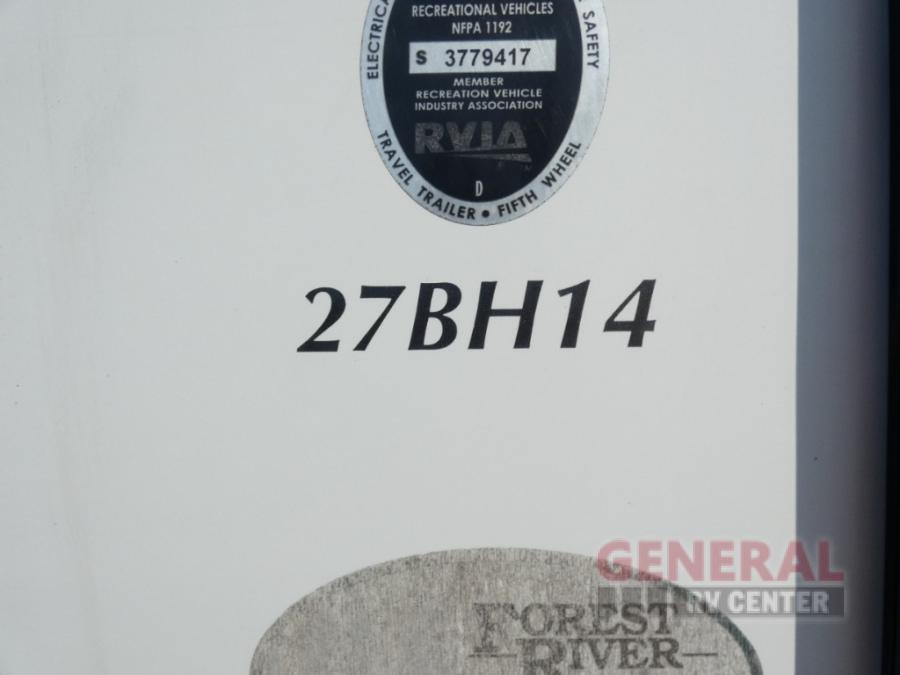 ELECTRICA
SAFETY
RECREATIONAL VEHICLES
NFPA 1192
S 3779417
MEMBER
RECREATION VEHICLE
INDUSTRY ASSOCIATION
RVIA
D
TRAVEL TRAILER • FIFTH WHEEL
27BH14
GENERAL
RV CENTER
FOREST
RIVER